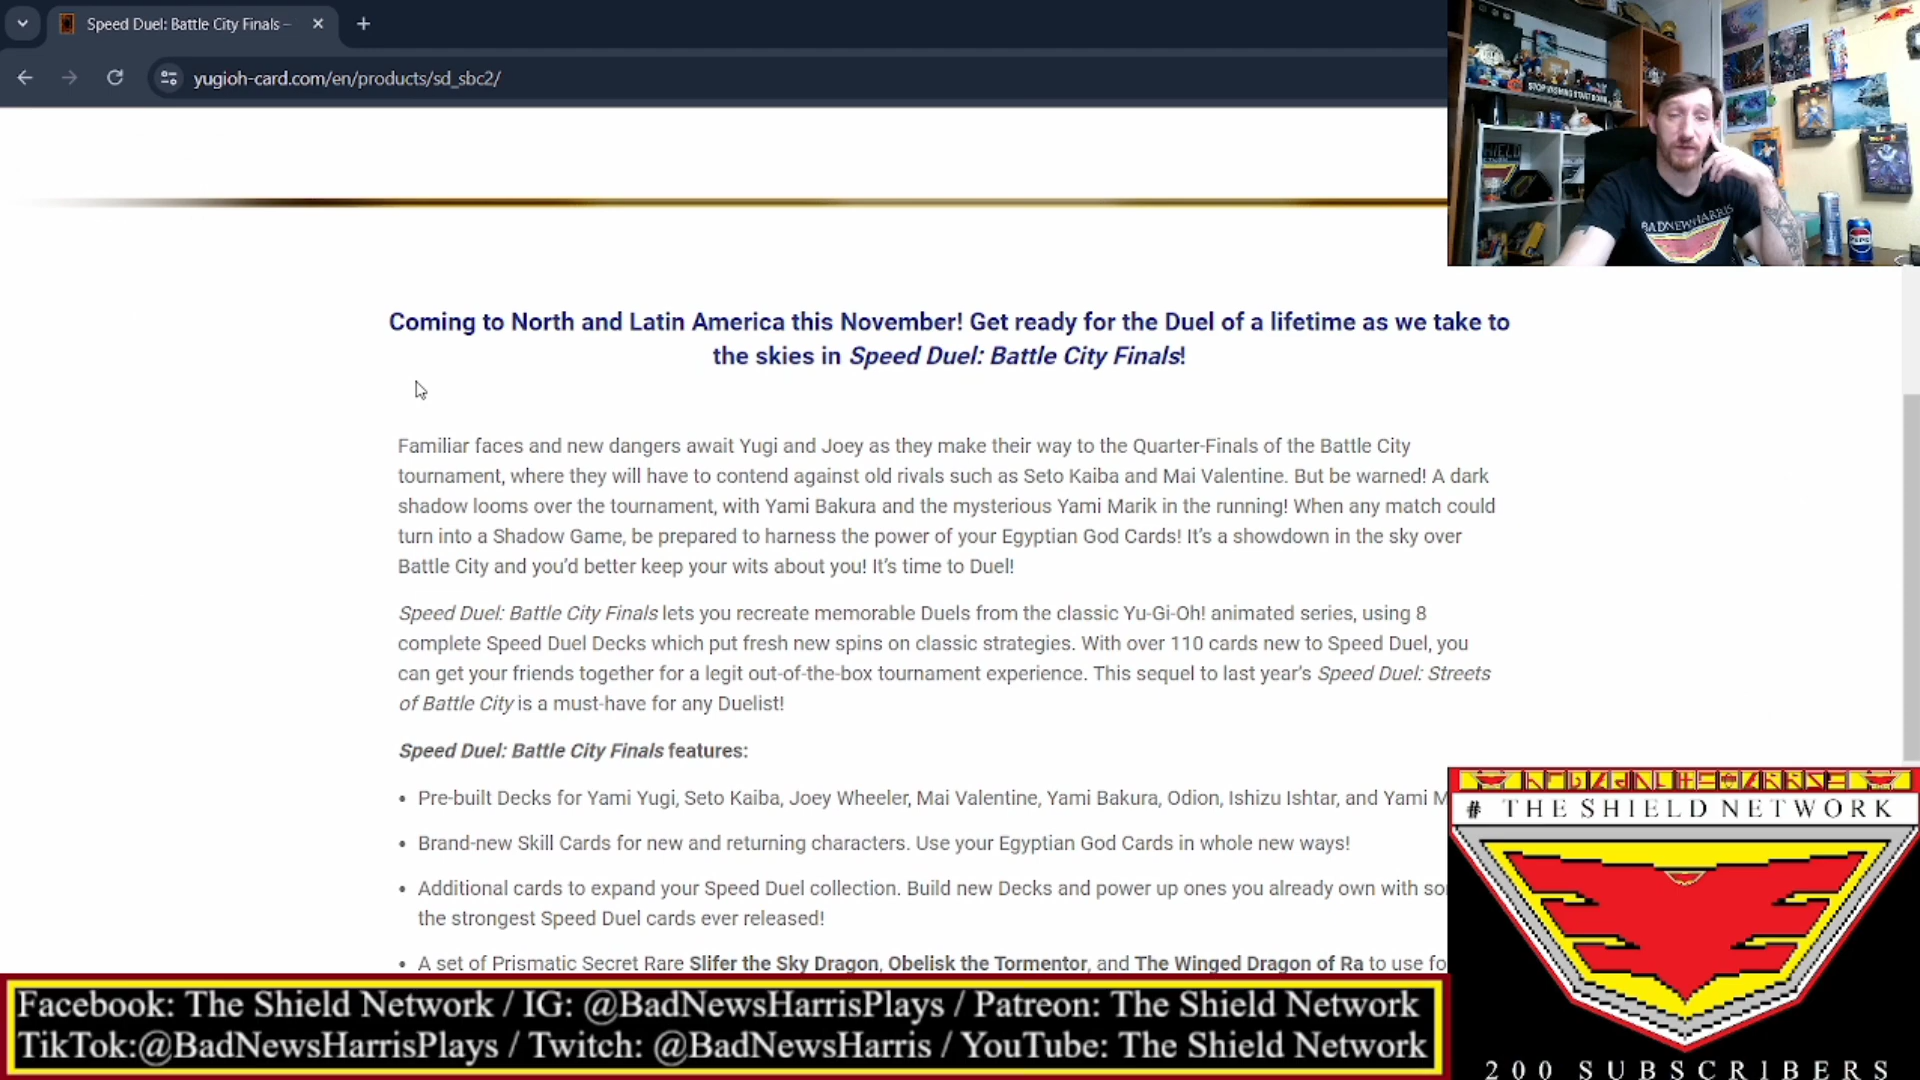 Speed Duel: Battle City Finals –
yugioh-card.com/en/products/sd_sbc2/
STOP WISHING START DOING
SHIELD
BADNEWHARRIS
PEPSI
Coming to North and Latin America this November! Get ready for the Duel of a lifetime as we take to
the skies in Speed Duel: Battle City Finals!
Familiar faces and new dangers await Yugi and Joey as they make their way to the Quarter-Finals of the Battle City
tournament, where they will have to contend against old rivals such as Seto Kaiba and Mai Valentine. But be warned! A dark
shadow looms over the tournament, with Yami Bakura and the mysterious Yami Marik in the running! When any match could
turn into a Shadow Game, be prepared to harness the power of your Egyptian God Cards! It’s a showdown in the sky over
Battle City and you’d better keep your wits about you! It’s time to Duel!
Speed Duel: Battle City Finals lets you recreate memorable Duels from the classic Yu-Gi-Oh! animated series, using 8
complete Speed Duel Decks which put fresh new spins on classic strategies. With over 110 cards new to Speed Duel, you
can get your friends together for a legit out-of-the-box tournament experience. This sequel to last year’s Speed Duel: Streets
of Battle City is a must-have for any Duelist!
Speed Duel: Battle City Finals features:
• Pre-built Decks for Yami Yugi, Seto Kaiba, Joey Wheeler, Mai Valentine, Yami Bakura, Odion, Ishizu Ishtar, and Yami M
• Brand-new Skill Cards for new and returning characters. Use your Egyptian God Cards in whole new ways!
• Additional cards to expand your Speed Duel collection. Build new Decks and power up ones you already own with so
the strongest Speed Duel cards ever released!
• A set of Prismatic Secret Rare Slifer the Sky Dragon, Obelisk the Tormentor, and The Winged Dragon of Ra to use fo
# THE SHIELD NETWORK
200 SUBSCRIBERS
Facebook: The Shield Network / IG: @BadNewsHarrisPlays / Patreon: The Shield Network
TikTok:@BadNewsHarrisPlays / Twitch: @BadNewsHarris / YouTube: The Shield Network